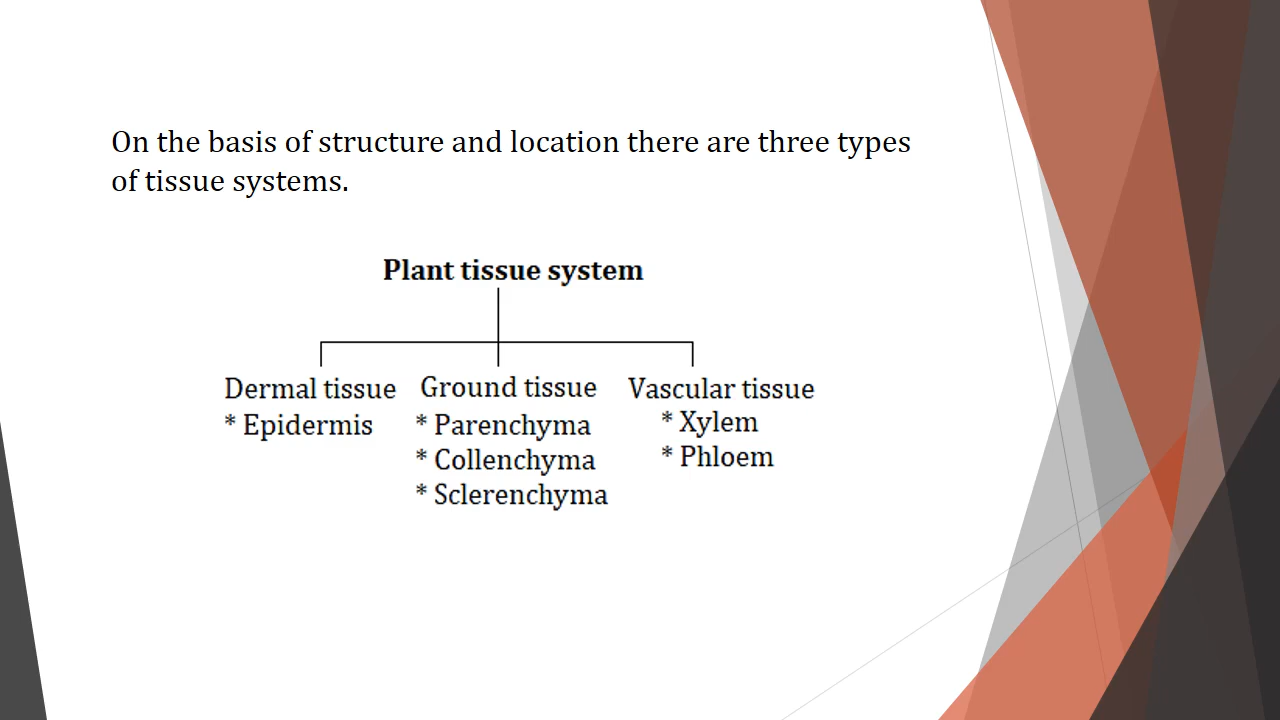 On the basis of structure and location there are three types
of tissue systems.
Plant tissue system
Dermal tissue
* Epidermis
Ground tissue
* Parenchyma
* Collenchyma
* Sclerenchyma
Vascular tissue
* Xylem
* Phloem